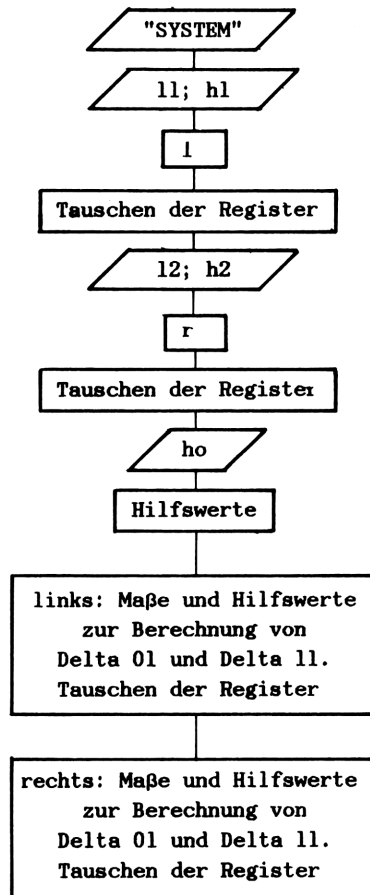 "SYSTEM"
l1; h1
l
Tauschen der Register
l2; h2
r
Tauschen der Register
ho
Hilfswerte
links: Maße und Hilfswerte
zur Berechnung von
Delta 01 und Delta 11.
Tauschen der Register
rechts: Maße und Hilfswerte
zur Berechnung von
Delta 01 und Delta 11.
Tauschen der Register